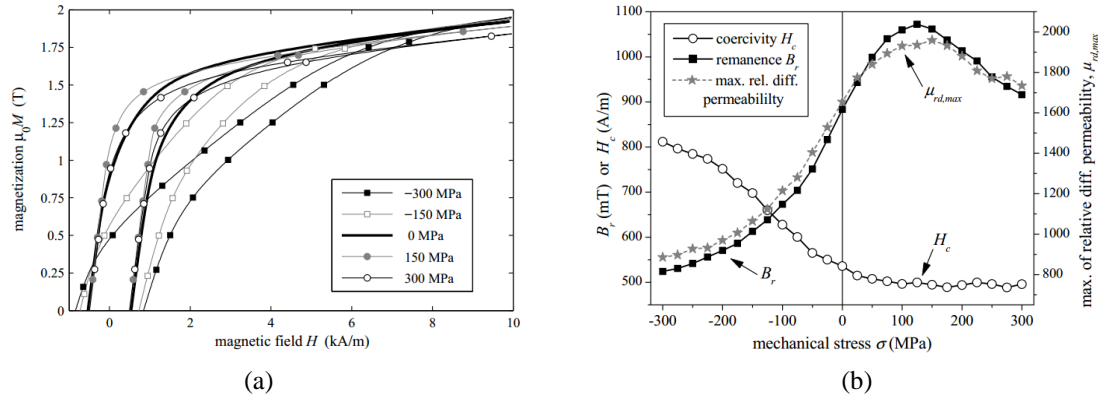 magnetization μ0M (T)
2
1.75
1.5
1.25
1
0.75
0.5
0.25
0
0
2
4
6
8
10
magnetic field H (kA/m)
−300 MPa
−150 MPa
0 MPa
150 MPa
300 MPa
(a)
Br (mT) or Hc (A/m)
1100
1000
900
800
700
600
500
-300
-200
-100
0
100
200
300
mechanical stress σ (MPa)
coercivity Hc
remanence Br
max. rel. diff.
permeabililty
μrd,max
Hc
Br
2000
1800
1600
1400
1200
1000
800
max. of relative diff. permeability, μrd,max
(b)